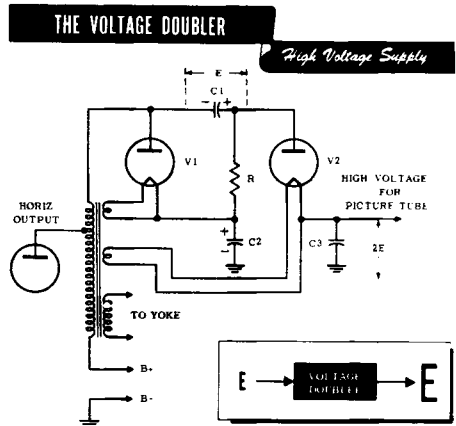 THE VOLTAGE DOUBLER
High Voltage Supply
E
- C1 +
V1
V2
R
HIGH VOLTAGE
FOR
PICTURE TUBE
HORIZ
OUTPUT
+
-
C2
C3
2E
TO YOKE
B+
B-
E
VOLTAGE
DOUBLER
E